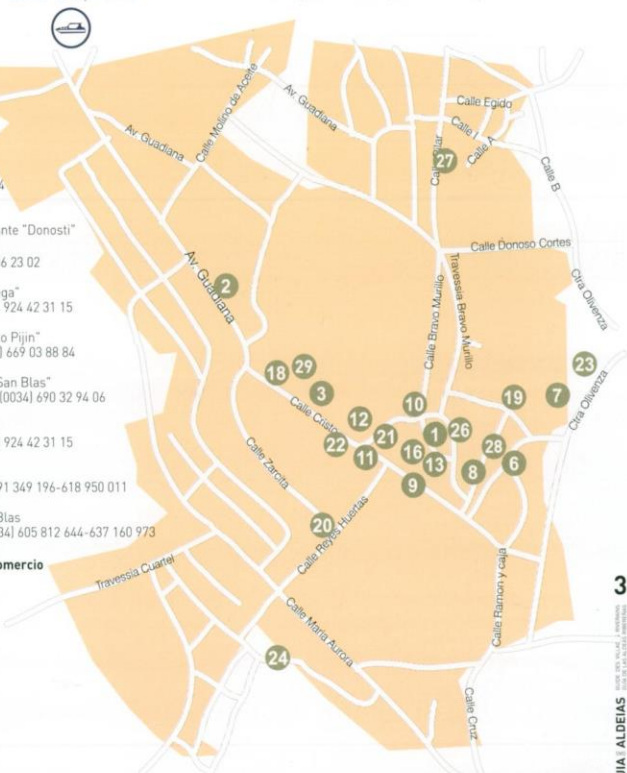 4
nte "Donosti"
6 23 02
ga"
924 42 31 15
o Pijin"
) 669 03 88 84
San Blas"
(0034) 690 32 94 06
924 42 31 15
91 349 196-618 950 011
Blas
34) 605 812 644-637 160 973
omercio
Av. Guadiana
Calle Molino de Aceite
Av. Guadiana
Calle Egido
Calle I
Calle A
Calle B
27
Calle Donoso Cortes
Ctra Olivenza
Av. Guadiana
2
Calle Bravo Murillo
Travessia Bravo Murillo
23
18
29
3
10
19
7
Ctra Olivenza
Calle Cristo
12
22
21
11
16
1
26
13
28
8
6
9
Calle Zarcita
20
Calle Reyes Huertas
Travessia Cuartel
Calle Maria Aurora
24
Calle Ramon y caja
Calle Cruz
3
IA ALDEIAS